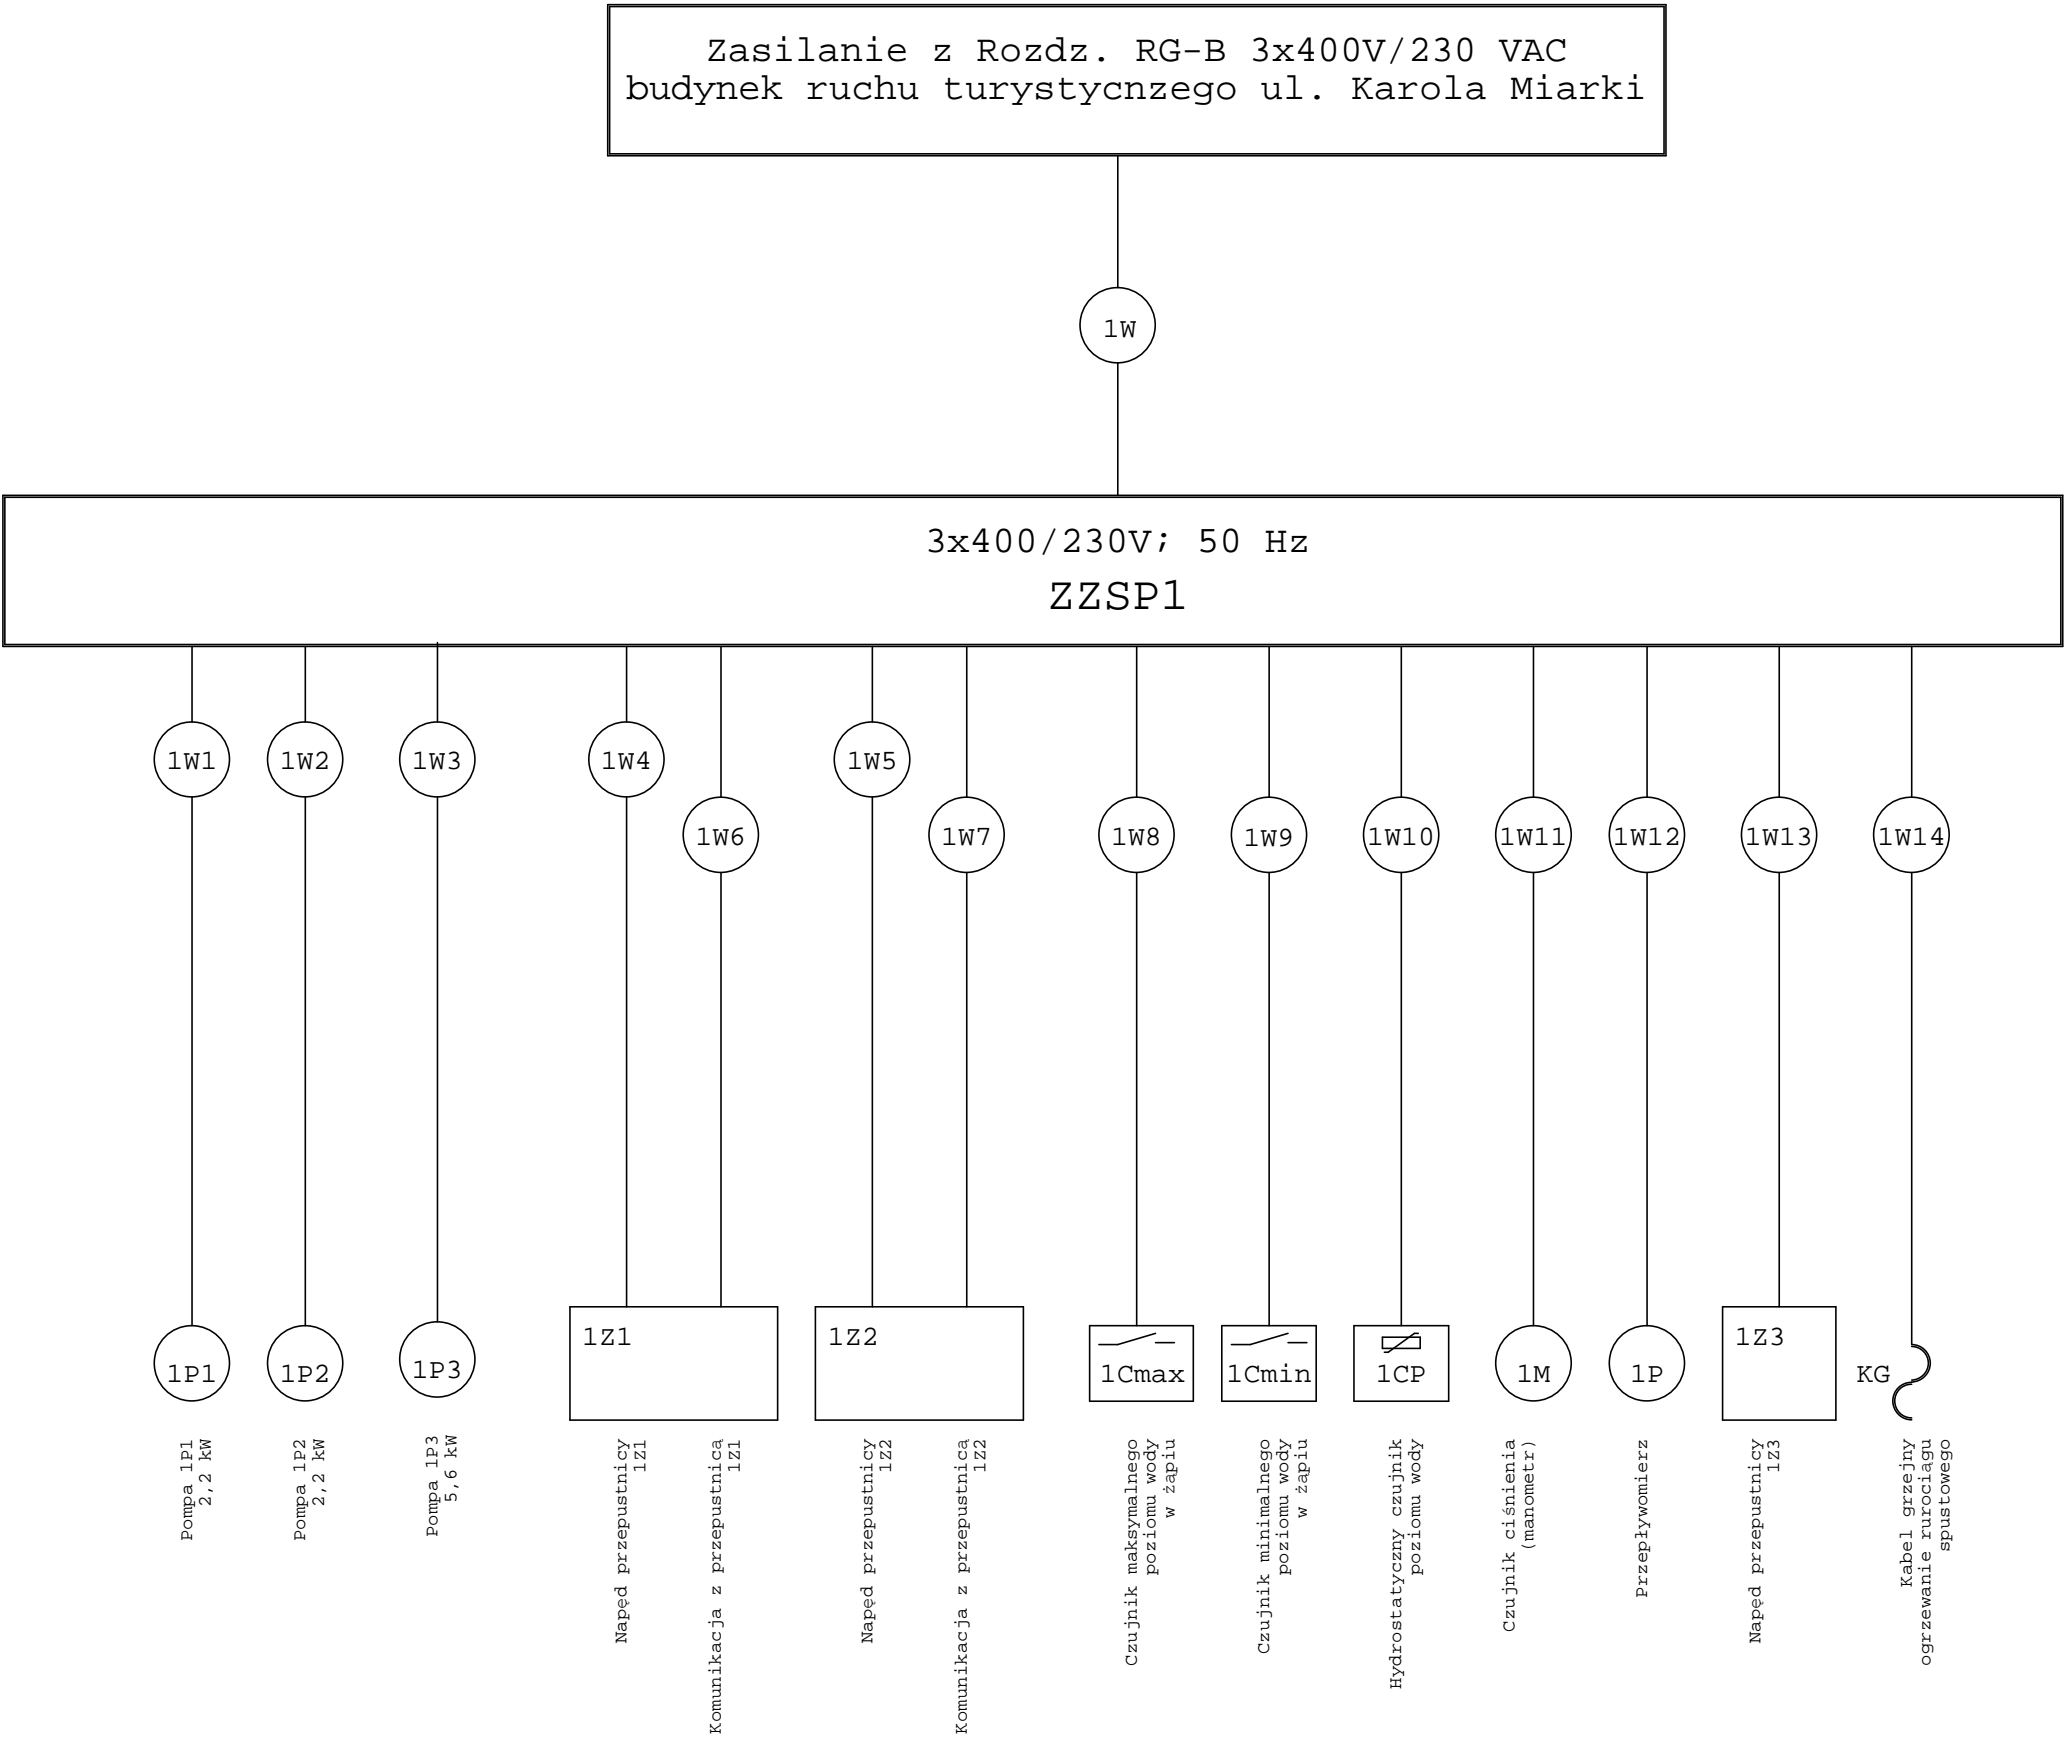 Zasilanie z Rozdz. RG-B 3x400V/230 VAC
budynek ruchu turystycnzego ul. Karola Miarki
1W
3x400/230V; 50 Hz
ZZSP1
1W1
1W2
1W3
1W4
1W5
1W6
1W7
1W8
1W9
1W10
1W11
1W12
1W13
1W14
1P1
1P2
1P3
1Z1
1Z2
1Cmax
1Cmin
1CP
1M
1P
1Z3
KG
Pompa 1P1
2,2 kW
Pompa 1P2
2,2 kW
Pompa 1P3
5,6 kW
Napęd przepustnicy
1Z1
Komunikacja z przepustnicą
1Z1
Napęd przepustnicy
1Z2
Komunikacja z przepustnicą
1Z2
Czujnik maksymalnego
poziomu wody
w żąpiu
Czujnik minimalnego
poziomu wody
w żąpiu
Hydrostatyczny czujnik
poziomu wody
Czujnik ciśnienia
(manometr)
Przepływomierz
Napęd przepustnicy
1Z3
Kabel grzejny
ogrzewanie rurociągu
spustowego